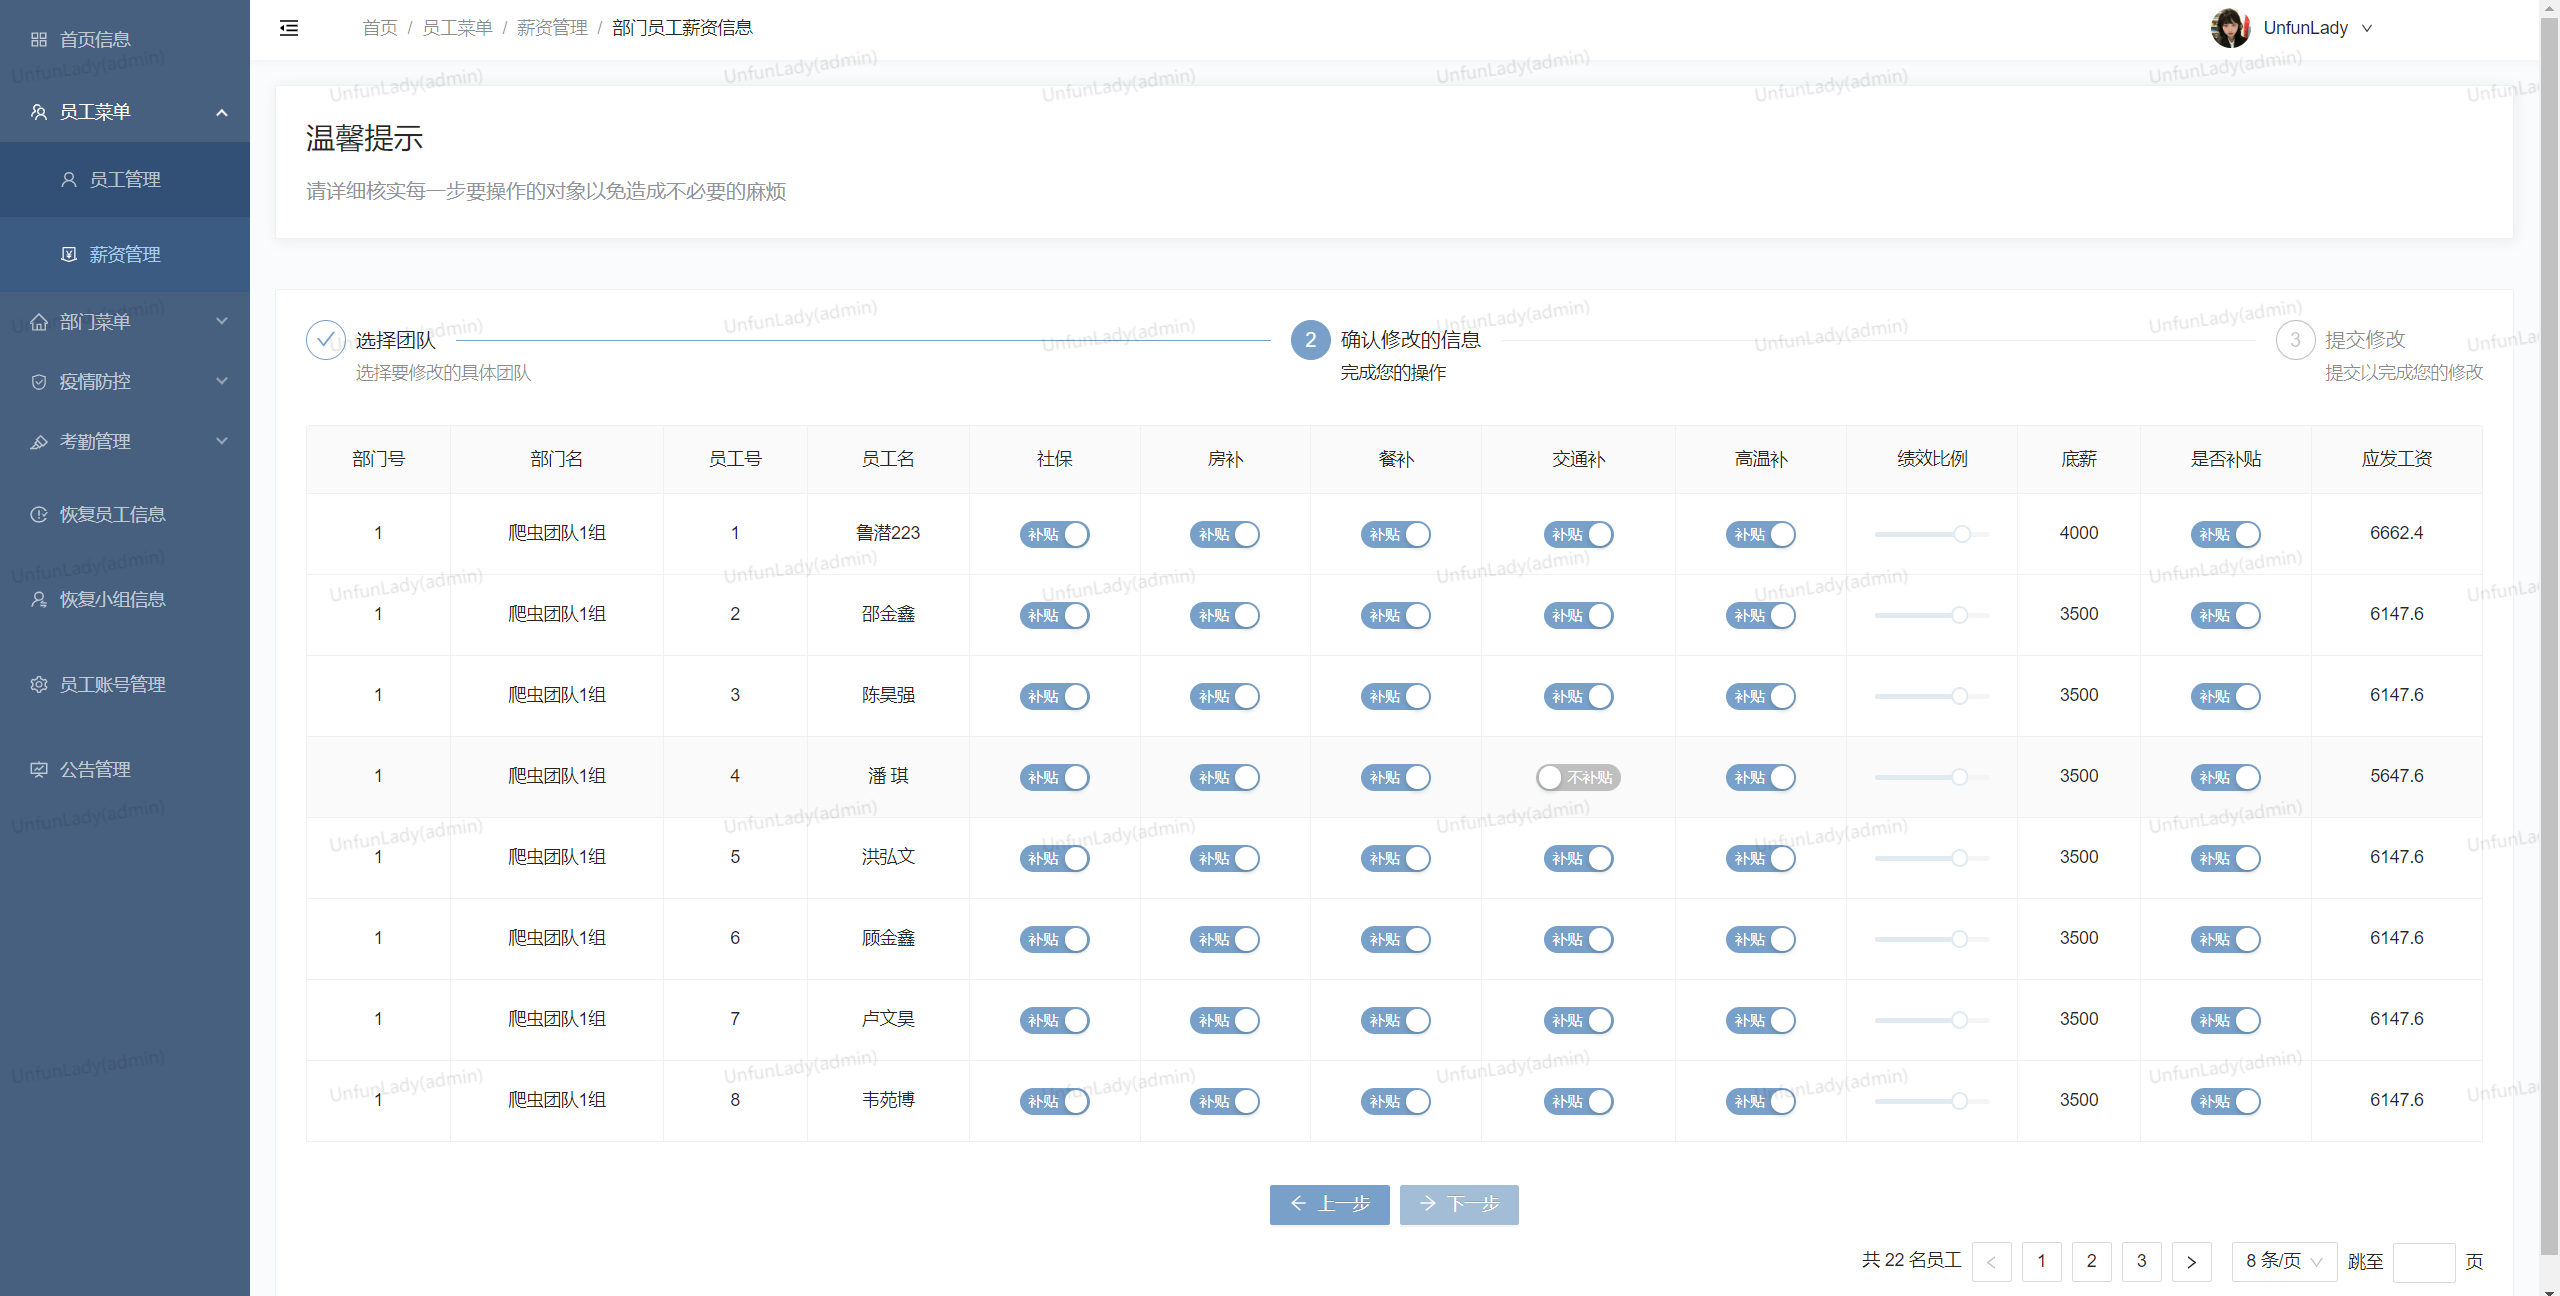 首页信息
员工菜单
员工管理
薪资管理
部门菜单
疫情防控
考勤管理
恢复员工信息
恢复小组信息
员工账号管理
公告管理
首页 / 员工菜单 / 薪资管理 / 部门员工薪资信息
UnfunLady
温馨提示
请详细核实每一步要操作的对象以免造成不必要的麻烦
选择团队
选择要修改的具体团队
2 确认修改的信息
完成您的操作
3 提交修改
提交以完成您的修改
部门号 部门名 员工号 员工名 社保 房补 餐补 交通补 高温补 绩效比例 底薪 是否补贴 应发工资
1 爬虫团队1组 1 鲁潜223 补贴 补贴 补贴 补贴 补贴 4000 补贴 6662.4
1 爬虫团队1组 2 邵金鑫 补贴 补贴 补贴 补贴 补贴 3500 补贴 6147.6
1 爬虫团队1组 3 陈昊强 补贴 补贴 补贴 补贴 补贴 3500 补贴 6147.6
1 爬虫团队1组 4 潘 琪 补贴 补贴 补贴 不补贴 补贴 3500 补贴 5647.6
1 爬虫团队1组 5 洪弘文 补贴 补贴 补贴 补贴 补贴 3500 补贴 6147.6
1 爬虫团队1组 6 顾金鑫 补贴 补贴 补贴 补贴 补贴 3500 补贴 6147.6
1 爬虫团队1组 7 卢文昊 补贴 补贴 补贴 补贴 补贴 3500 补贴 6147.6
1 爬虫团队1组 8 韦苑博 补贴 补贴 补贴 补贴 补贴 3500 补贴 6147.6
上一步 下一步
共 22 名员工 1 2 3 8 条/页 跳至 页
UnfunLady(admin)